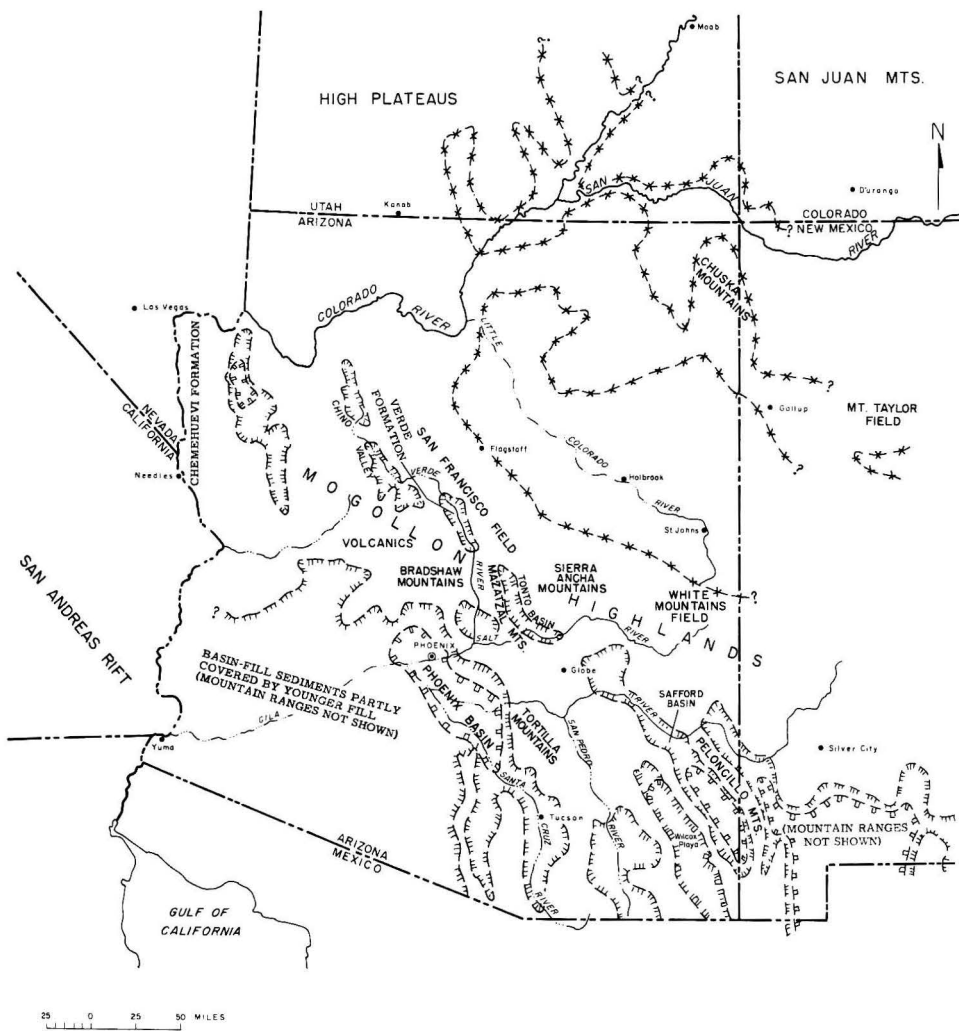 Moab
SAN JUAN MTS.
HIGH PLATEAUS
?
?
N
SAN
JUAN
Durango
UTAH
ARIZONA
Kanab
COLORADO
NEW MEXICO
?
RIVER
CHUSKA
MOUNTAINS
Las Vegas
COLORADO
RIVER
LITTLE
CHEMEHUEVI FORMATION
NEVADA
CALIFORNIA
Needles
CHINO
VALLEY
VERDE
FORMATION
VERDE
SAN FRANCISCO FIELD
Flagstaff
COLORADO
Holbrook
RIVER
St Johns
?
Gallup
?
MT. TAYLOR
FIELD
MOGOLLON
VOLCANICS
BRADSHAW
MOUNTAINS
RIVER
MAZATZAL MTS.
TONTO BASIN
SIERRA
ANCHA
MOUNTAINS
HIGHLANDS
WHITE
MOUNTAINS
FIELD
?
?
SAN ANDREAS RIFT
SALT
RIVER
PHOENIX
Globe
BASIN-FILL SEDIMENTS PARTLY
COVERED BY YOUNGER FILL
(MOUNTAIN RANGES NOT SHOWN)
GILA
PHOENIX BASIN
TORTILLA
MOUNTAINS
SAN PEDRO
RIVER
RIVER
SAFFORD
BASIN
PELONCILLO MTS.
Yuma
Silver City
SANTA
CRUZ
RIVER
Tucson
Wilcox
Playa
(MOUNTAIN RANGES
NOT SHOWN)
ARIZONA
MEXICO
GULF OF
CALIFORNIA
25 0 25 50 MILES